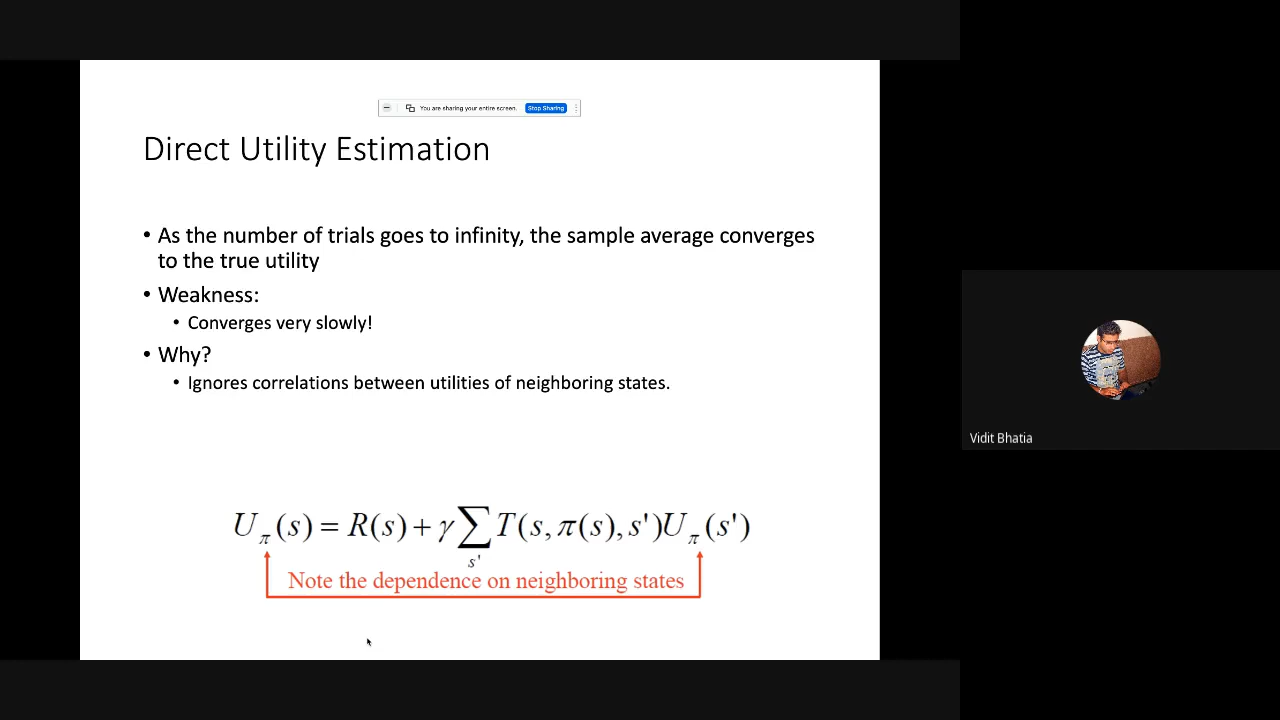 You are sharing your entire screen. Stop Sharing
Direct Utility Estimation
• As the number of trials goes to infinity, the sample average converges
to the true utility
• Weakness:
• Converges very slowly!
• Why?
• Ignores correlations between utilities of neighboring states.
Vidit Bhatia
U_π(s) = R(s) + γ∑_{s'} T(s, π(s), s')U_π(s')
Note the dependence on neighboring states